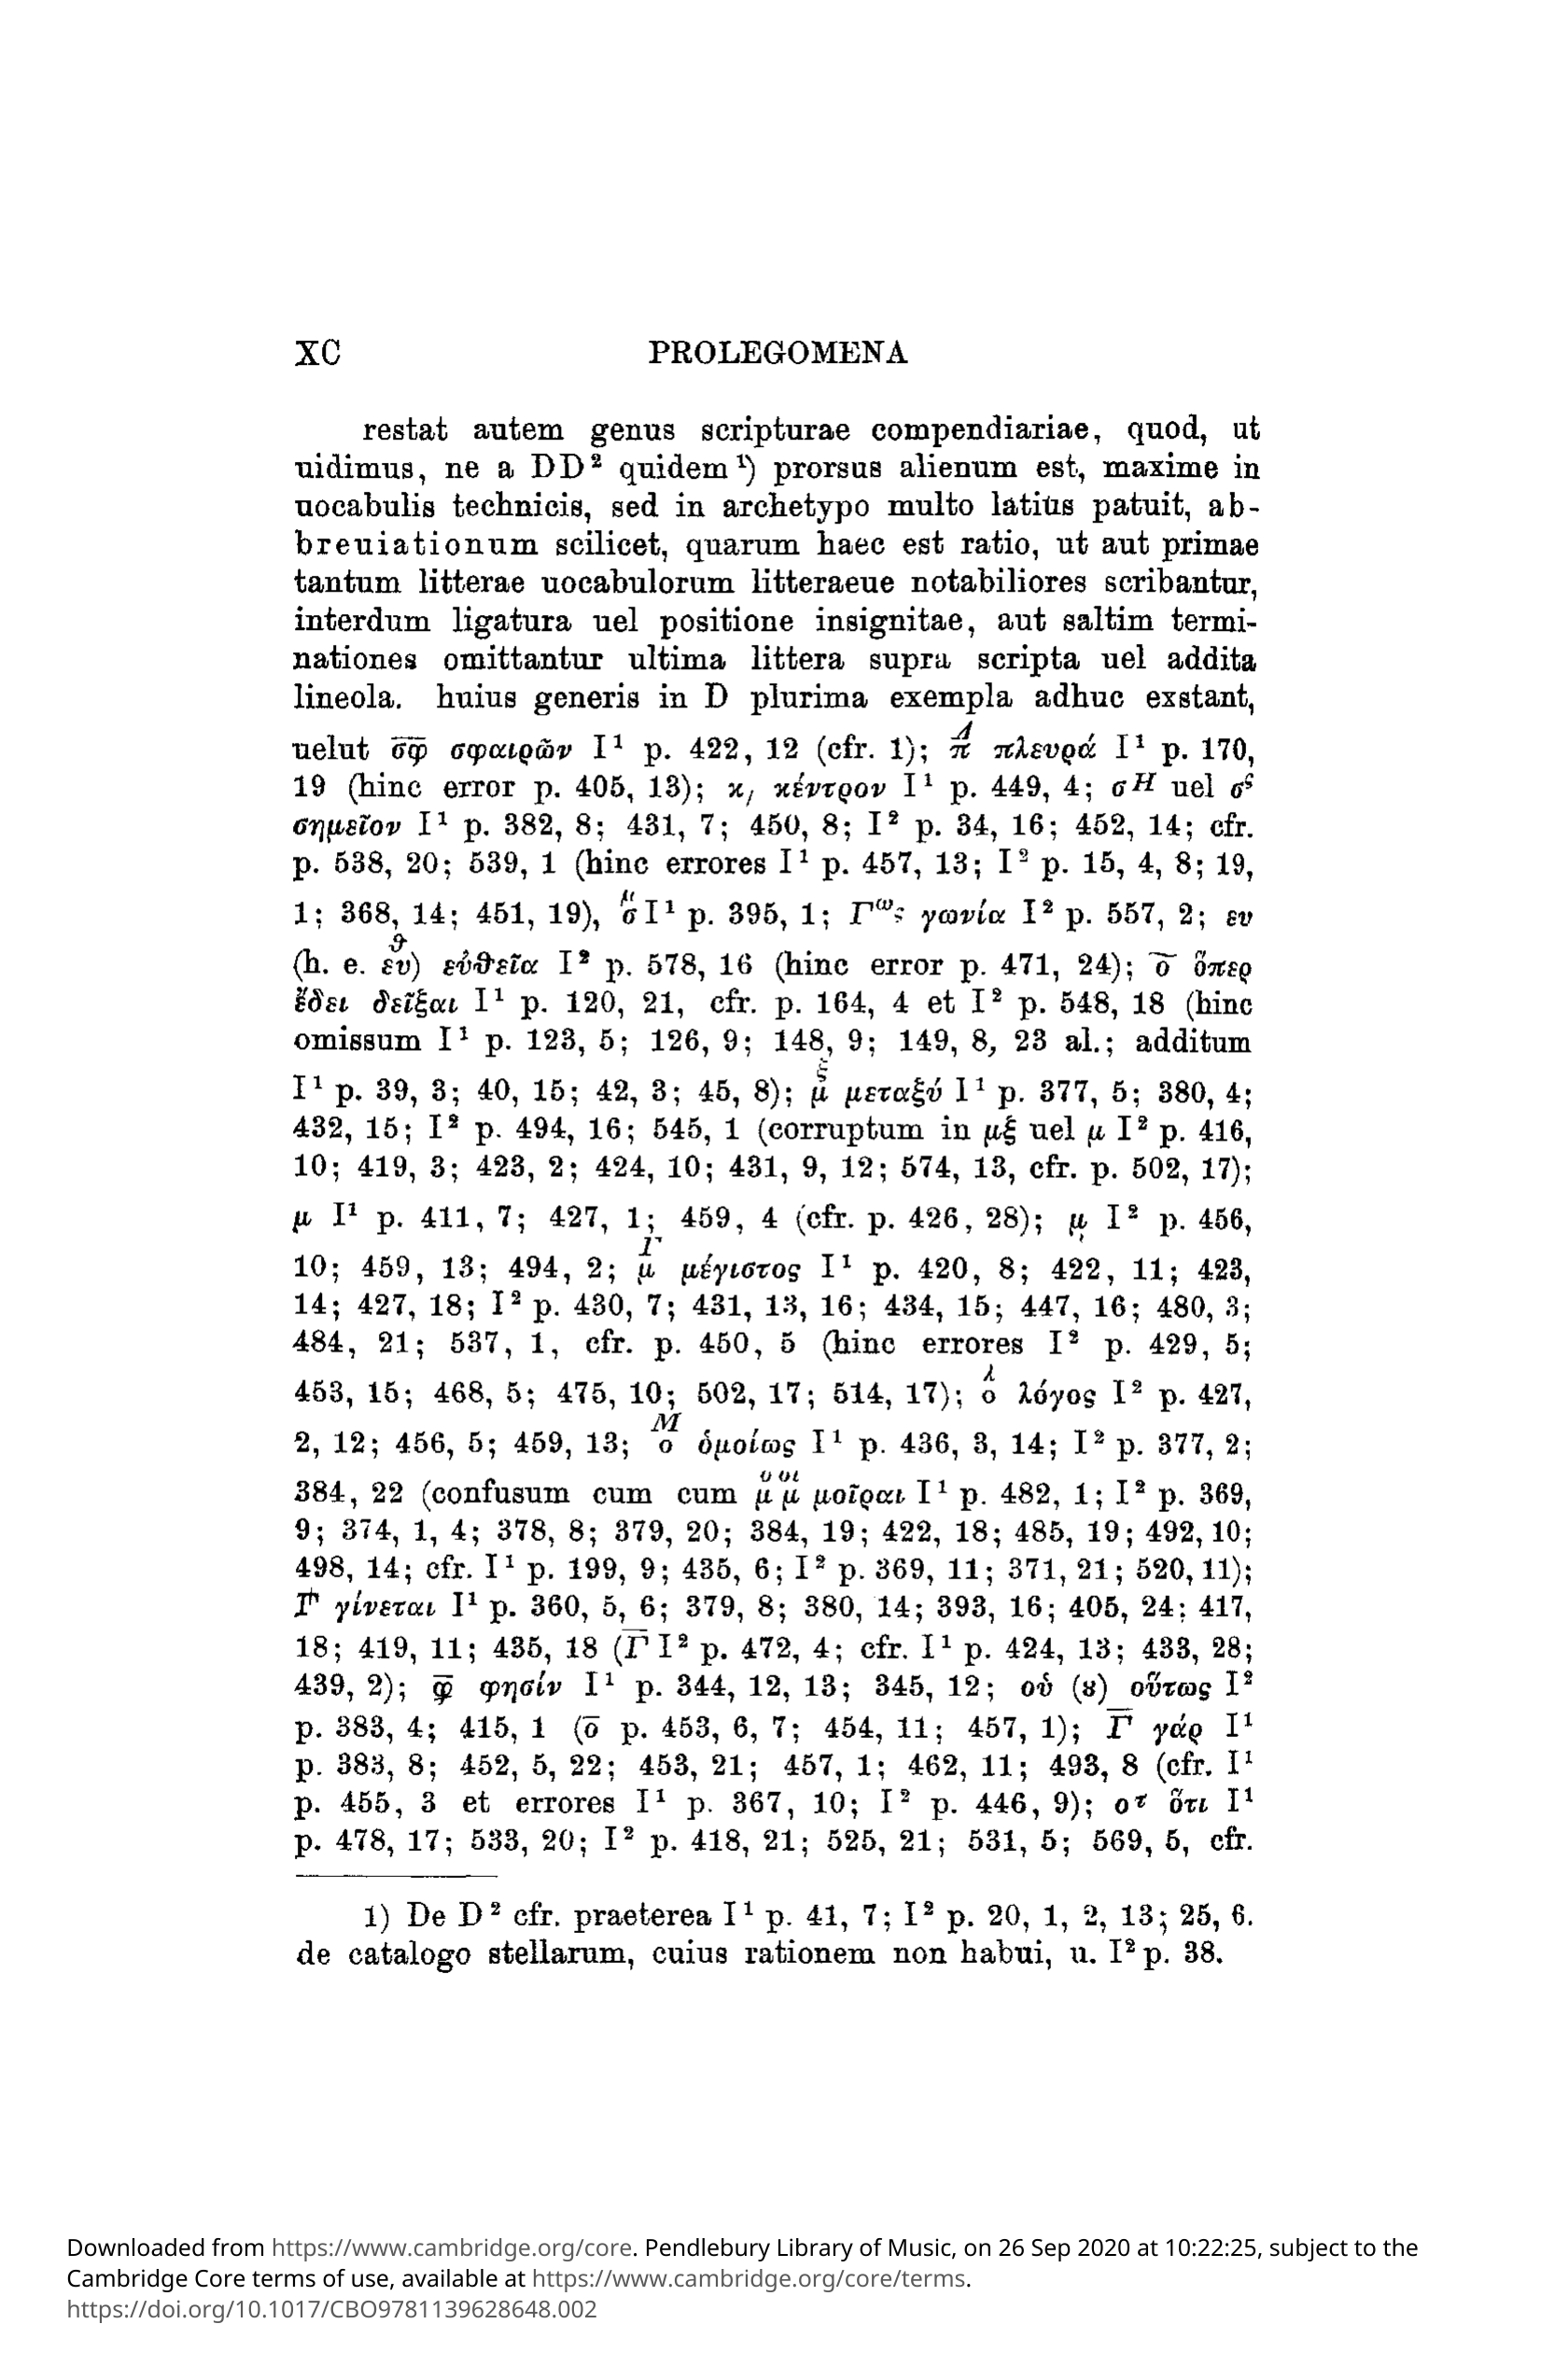 XC PROLEGOMENA
restat autem genus scripturae compendiariae, quod, ut
uidimus, ne a DD² quidem¹) prorsus alienum est, maxime in
uocabulis technicis, sed in archetypo multo latius patuit, ab-
breuiationum scilicet, quarum haec est ratio, ut aut primae
tantum litterae uocabulorum litteraeue notabiliores scribantur,
interdum ligatura uel positione insignitae, aut saltim termi-
nationes omittantur ultima littera supra scripta uel addita
lineola. huius generis in D plurima exempla adhuc exstant,
uelut σ̅φ̅ σφαιρῶν I¹ p. 422, 12 (cfr. 1); π πλευρά I¹ p. 170,
19 (hinc error p. 405, 13); κ/ κέντρον I¹ p. 449, 4; σᴴ uel σˢ
σημεῖον I¹ p. 382, 8; 431, 7; 450, 8; I² p. 34, 16; 452, 14; cfr.
p. 538, 20; 539, 1 (hinc errores I¹ p. 457, 13; I² p. 15, 4, 8; 19,
1; 368, 14; 451, 19), σ I¹ p. 395, 1; Γω γωνία I² p. 557, 2; ευ
(h. e. ευ) εὐθεῖα I² p. 578, 16 (hinc error p. 471, 24); ο̅ ὅπερ
ἔδει δεῖξαι I¹ p. 120, 21, cfr. p. 164, 4 et I² p. 548, 18 (hinc
omissum I¹ p. 123, 5; 126, 9; 148, 9; 149, 8, 23 al.; additum
I¹ p. 39, 3; 40, 15; 42, 3; 45, 8); μ μεταξύ I¹ p. 377, 5; 380, 4;
432, 15; I² p. 494, 16; 545, 1 (corruptum in μξ uel μ I² p. 416,
10; 419, 3; 423, 2; 424, 10; 431, 9, 12; 574, 13, cfr. p. 502, 17);
μ I¹ p. 411, 7; 427, 1; 459, 4 (cfr. p. 426, 28); μ, I² p. 456,
10; 459, 13; 494, 2; μ μέγιστος I¹ p. 420, 8; 422, 11; 423,
14; 427, 18; I² p. 430, 7; 431, 13, 16; 434, 15; 447, 16; 480, 3;
484, 21; 537, 1, cfr. p. 450, 5 (hinc errores I² p. 429, 5;
453, 15; 468, 5; 475, 10; 502, 17; 514, 17); ο λόγος I² p. 427,
2, 12; 456, 5; 459, 13; ο ὁμοίως I¹ p. 436, 3, 14; I² p. 377, 2;
384, 22 (confusum cum cum μ μ μοῖραι I¹ p. 482, 1; I² p. 369,
9; 374, 1, 4; 378, 8; 379, 20; 384, 19; 422, 18; 485, 19; 492, 10;
498, 14; cfr. I¹ p. 199, 9; 435, 6; I² p. 369, 11; 371, 21; 520, 11);
γίνεται I¹ p. 360, 5, 6; 379, 8; 380, 14; 393, 16; 405, 24; 417,
18; 419, 11; 435, 18 (Γ̅ I² p. 472, 4; cfr. I¹ p. 424, 13; 433, 28;
439, 2); φ̅ φησίν I¹ p. 344, 12, 13; 345, 12; οὐ (ȣ) οὕτως I²
p. 383, 4; 415, 1 (ο̅ p. 453, 6, 7; 454, 11; 457, 1); Γ̅ γάρ I¹
p. 383, 8; 452, 5, 22; 453, 21; 457, 1; 462, 11; 493, 8 (cfr. I¹
p. 455, 3 et errores I¹ p. 367, 10; I² p. 446, 9); οτ ὅτι I¹
p. 478, 17; 533, 20; I² p. 418, 21; 525, 21; 531, 5; 569, 5, cfr.
1) De D² cfr. praeterea I¹ p. 41, 7; I² p. 20, 1, 2, 13; 25, 6.
de catalogo stellarum, cuius rationem non habui, u. I² p. 38.
Downloaded from https://www.cambridge.org/core. Pendlebury Library of Music, on 26 Sep 2020 at 10:22:25, subject to the
Cambridge Core terms of use, available at https://www.cambridge.org/core/terms.
https://doi.org/10.1017/CBO9781139628648.002